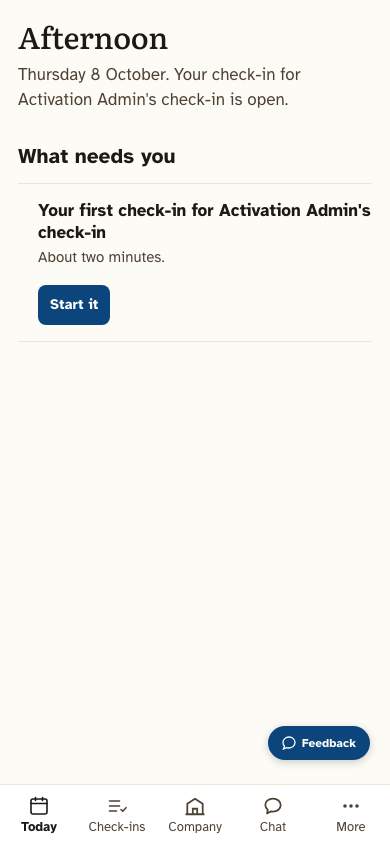 Afternoon
Thursday 8 October. Your check-in for
Activation Admin's check-in is open.
What needs you
Your first check-in for Activation Admin's
check-in
About two minutes.
Start it
Feedback
Today
Check-ins
Company
Chat
More